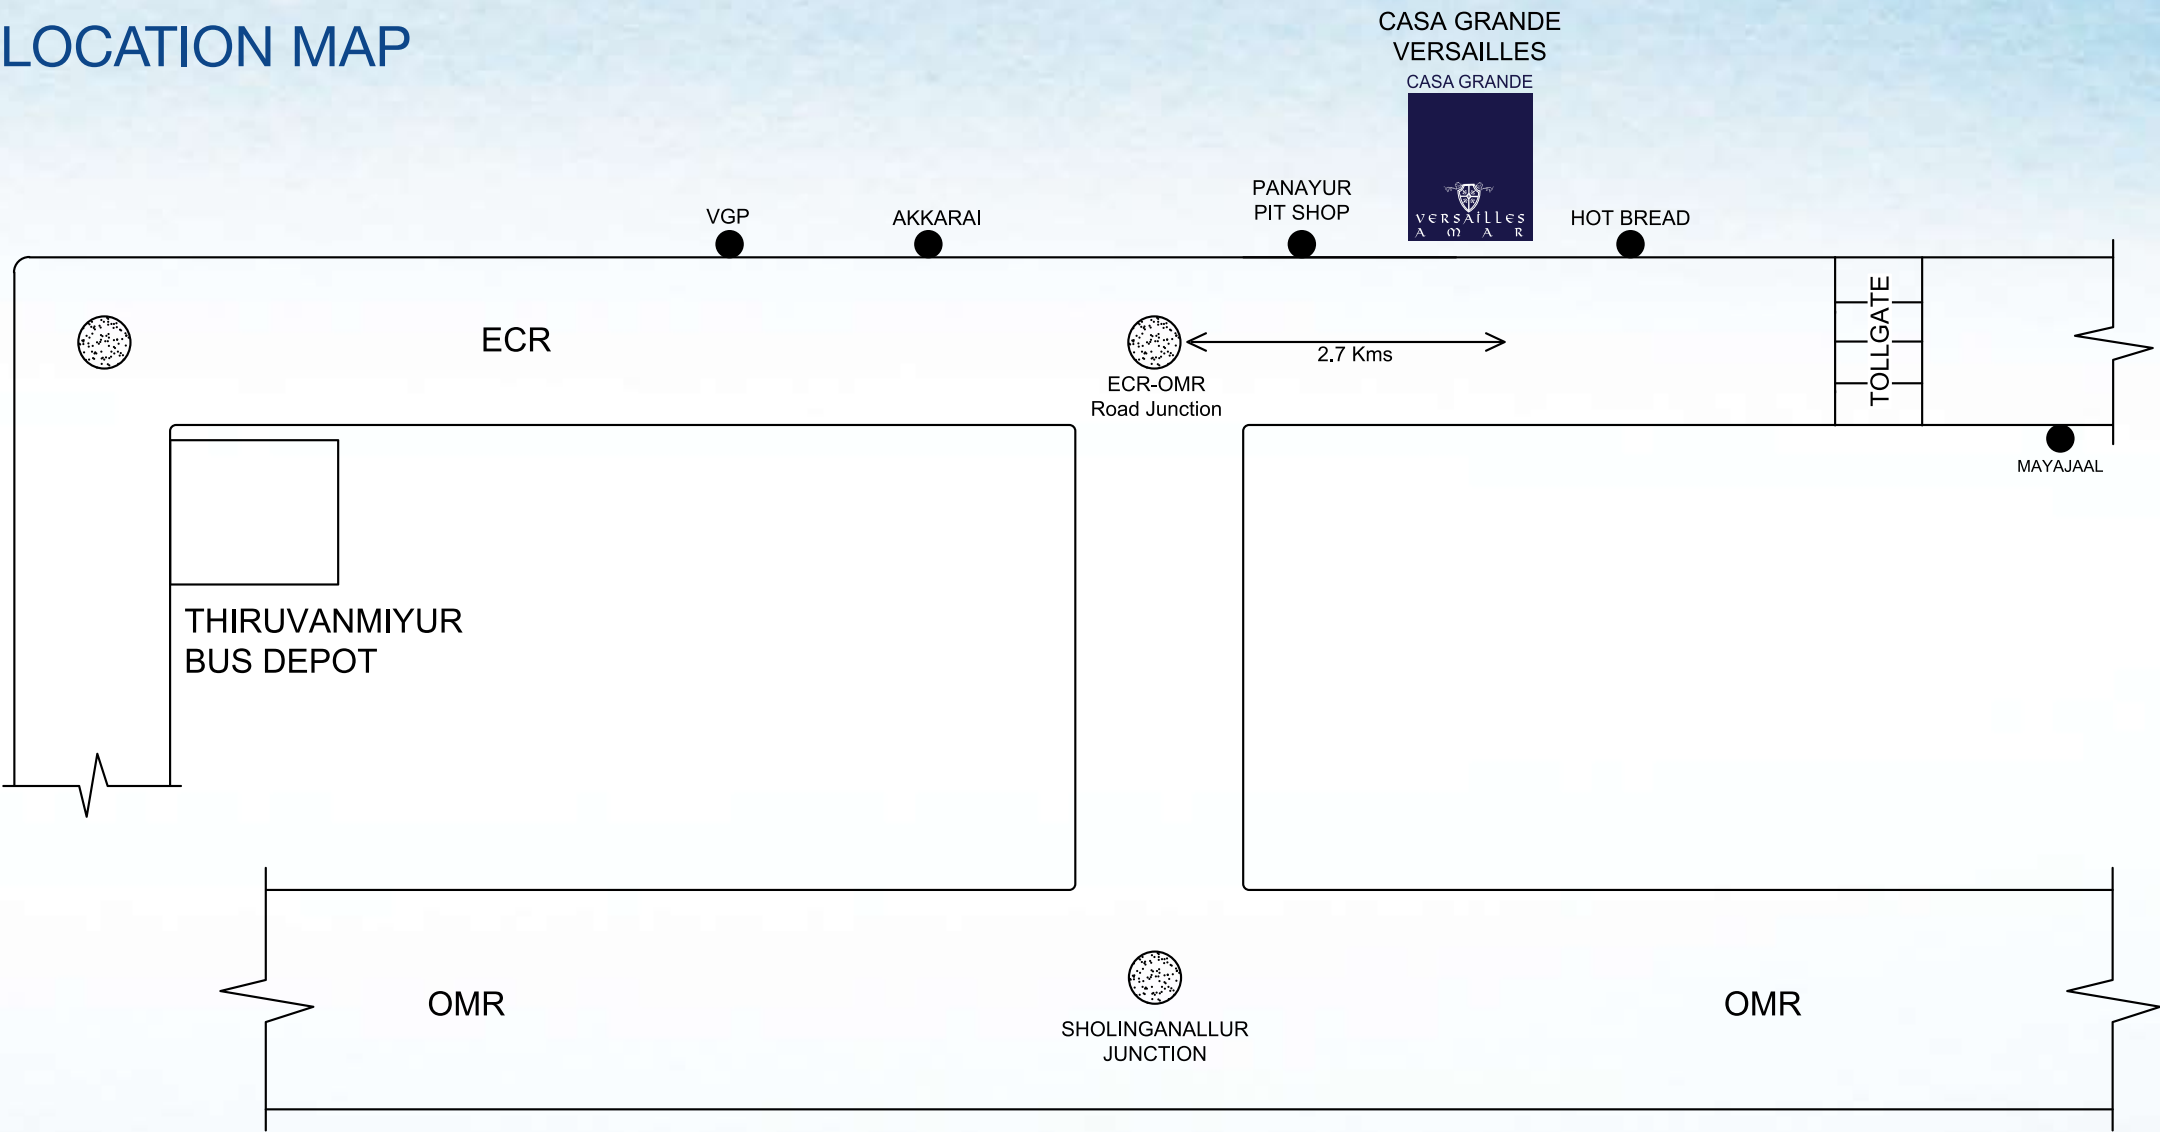 LOCATION MAP
CASA GRANDE
VERSAILLES
CASA GRANDE
VERSAILLES
AMAR
VGP
AKKARAI
PANAYUR
PIT SHOP
HOT BREAD
ECR
2.7 Kms
ECR-OMR
Road Junction
TOLLGATE
MAYAJAAL
THIRUVANMIYUR
BUS DEPOT
OMR
SHOLINGANALLUR
JUNCTION
OMR